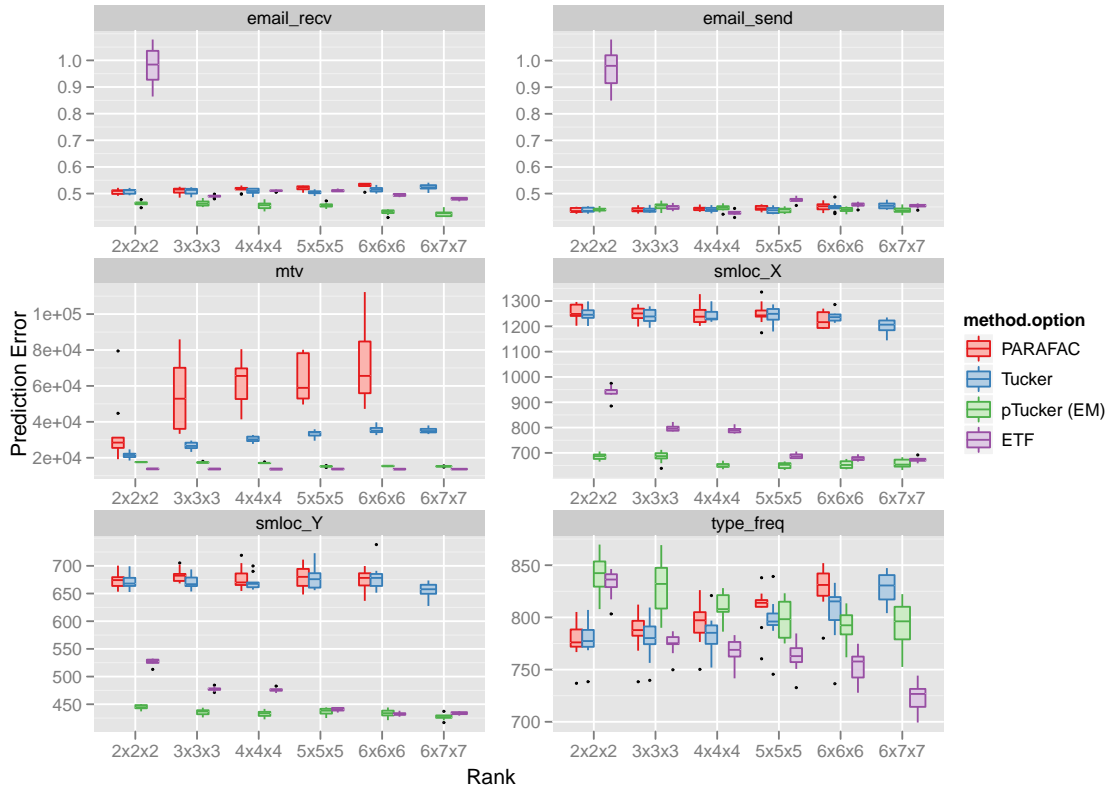 email_recv
email_send
1.0
0.9
0.8
0.7
0.6
0.5
1.0
0.9
0.8
0.7
0.6
0.5
2x2x2 3x3x3 4x4x4 5x5x5 6x6x6 6x7x7
2x2x2 3x3x3 4x4x4 5x5x5 6x6x6 6x7x7
mtv
smloc_X
1e+05
8e+04
6e+04
4e+04
2e+04
1300
1200
1100
1000
900
800
700
2x2x2 3x3x3 4x4x4 5x5x5 6x6x6 6x7x7
2x2x2 3x3x3 4x4x4 5x5x5 6x6x6 6x7x7
smloc_Y
type_freq
700
650
600
550
500
450
850
800
750
700
2x2x2 3x3x3 4x4x4 5x5x5 6x6x6 6x7x7
2x2x2 3x3x3 4x4x4 5x5x5 6x6x6 6x7x7
Prediction Error
Rank
method.option
PARAFAC
Tucker
pTucker (EM)
ETF